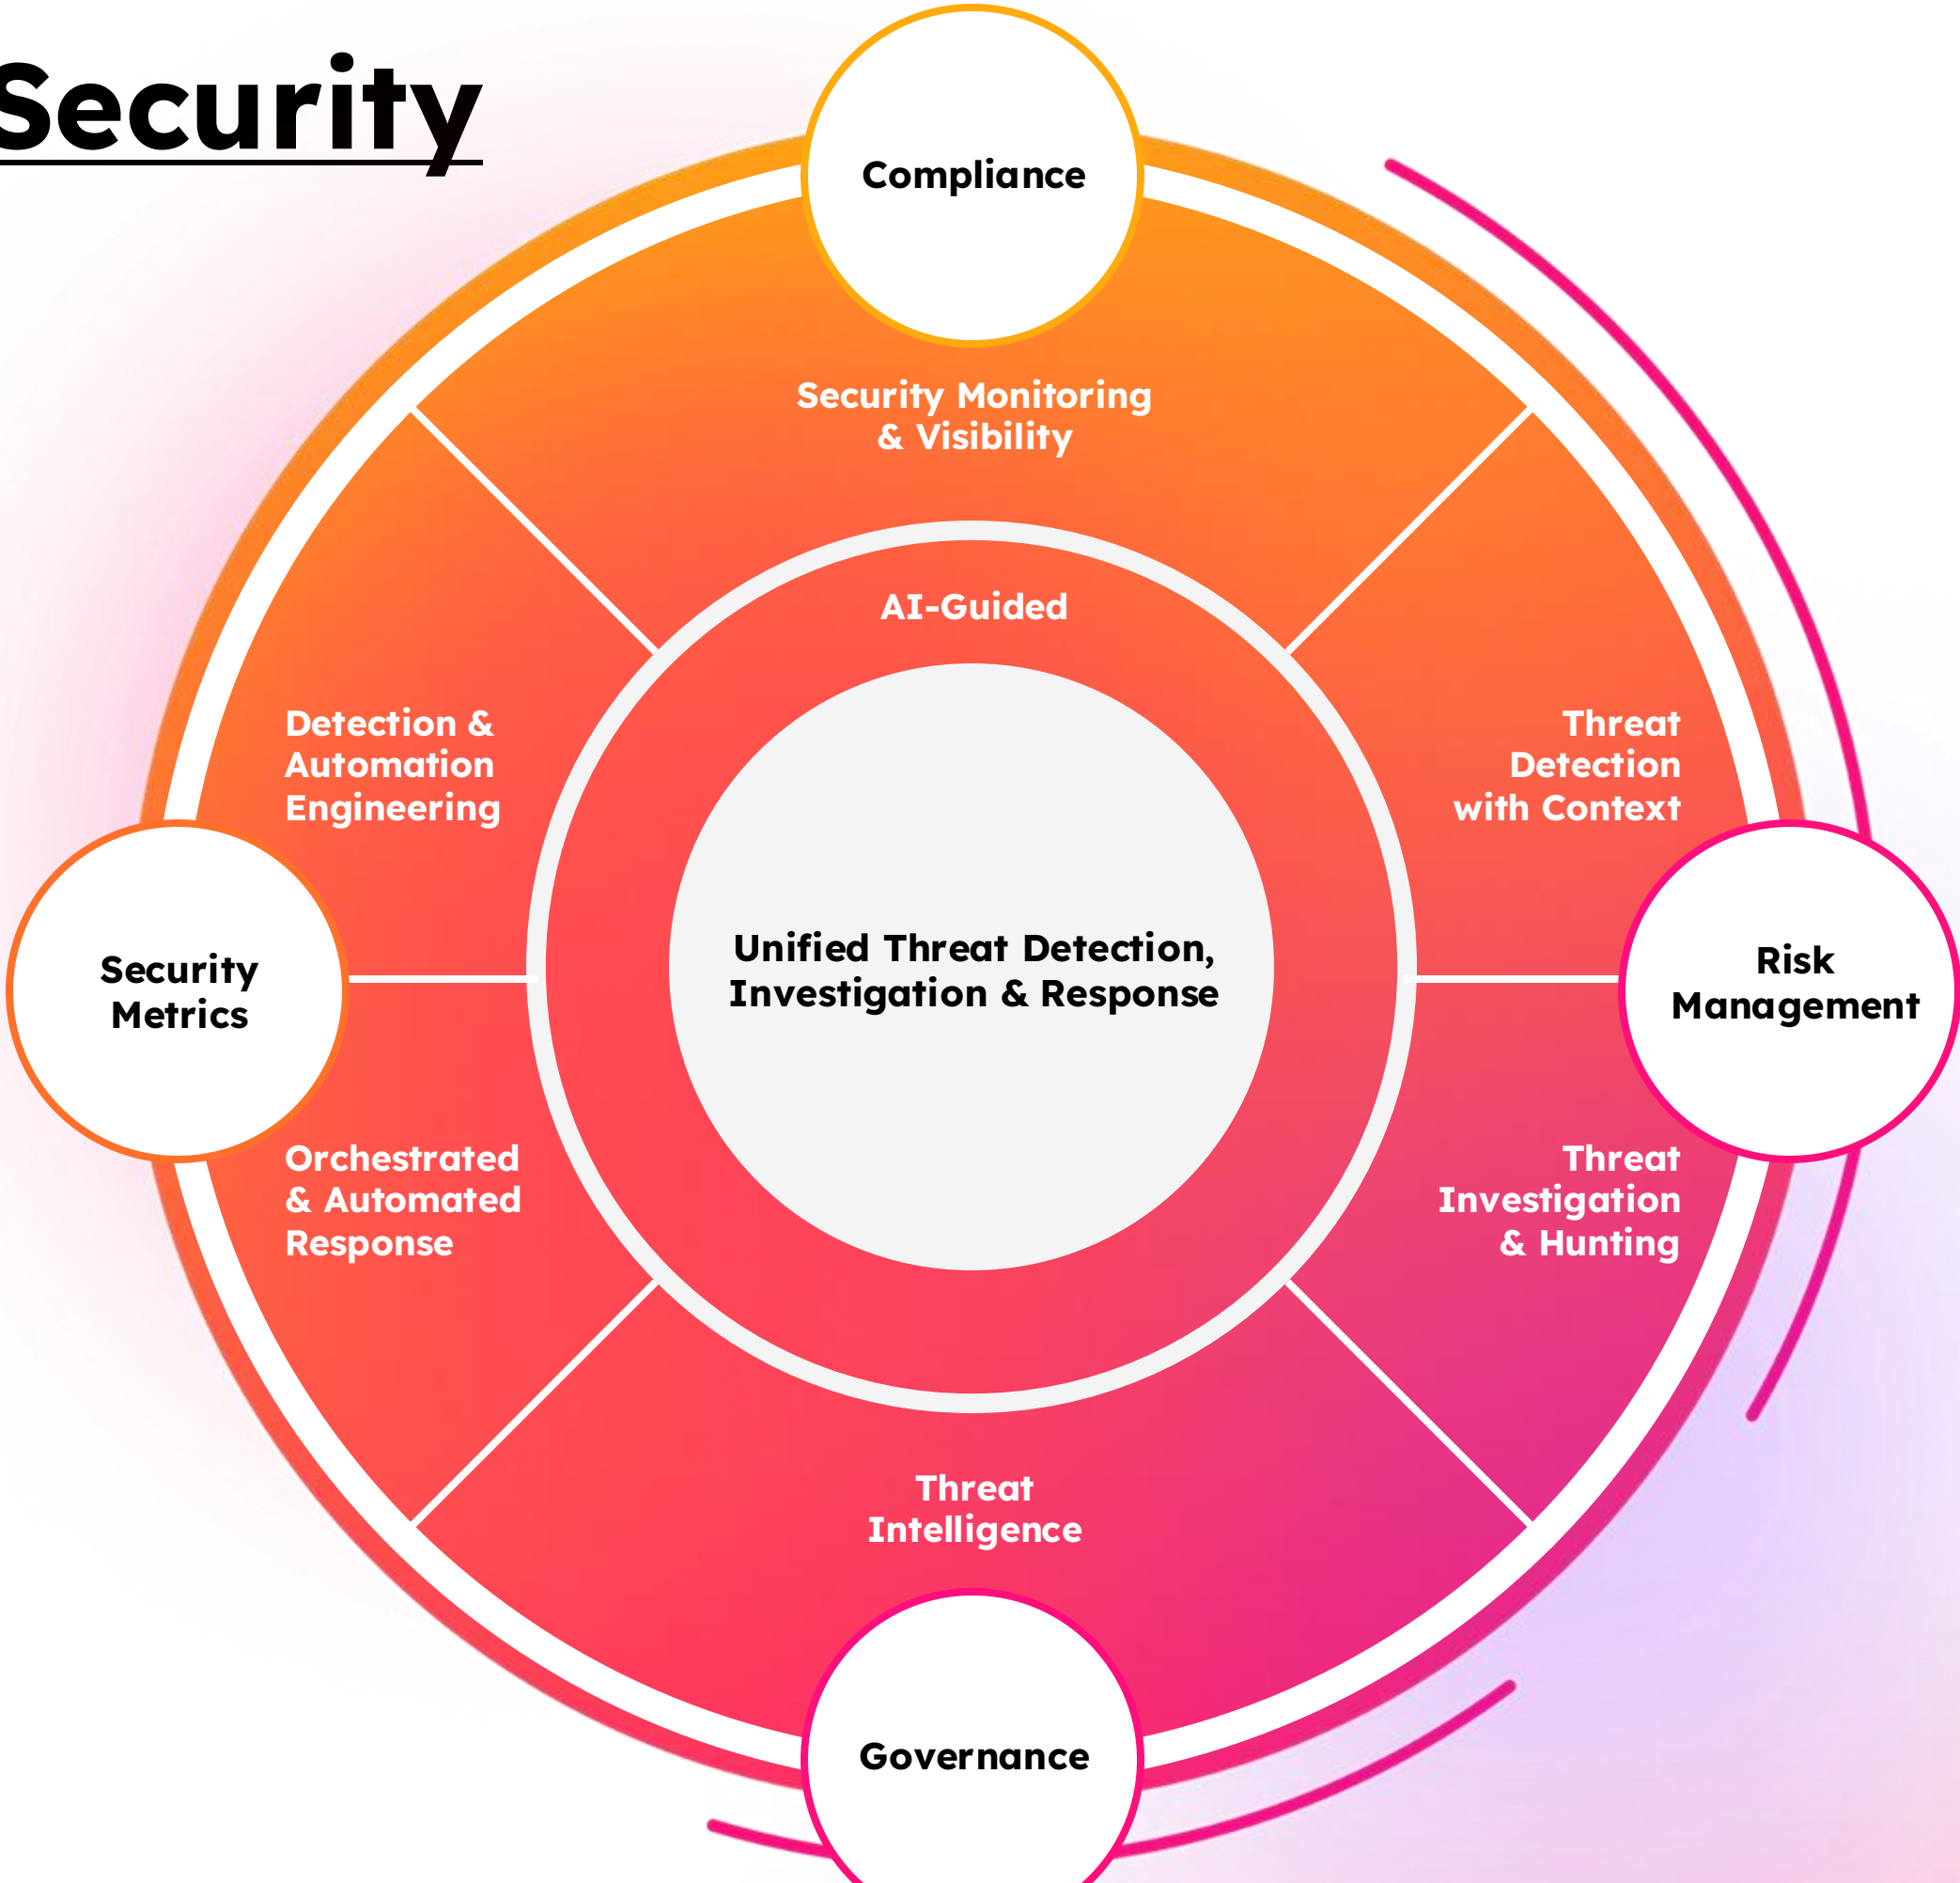 Security
Compliance
Security Monitoring
& Visibility
AI-Guided
Detection &
Automation
Engineering
Threat
Detection
with Context
Unified Threat Detection,
Investigation & Response
Security
Metrics
Risk
Management
Orchestrated
& Automated
Response
Threat
Investigation
& Hunting
Threat
Intelligence
Governance